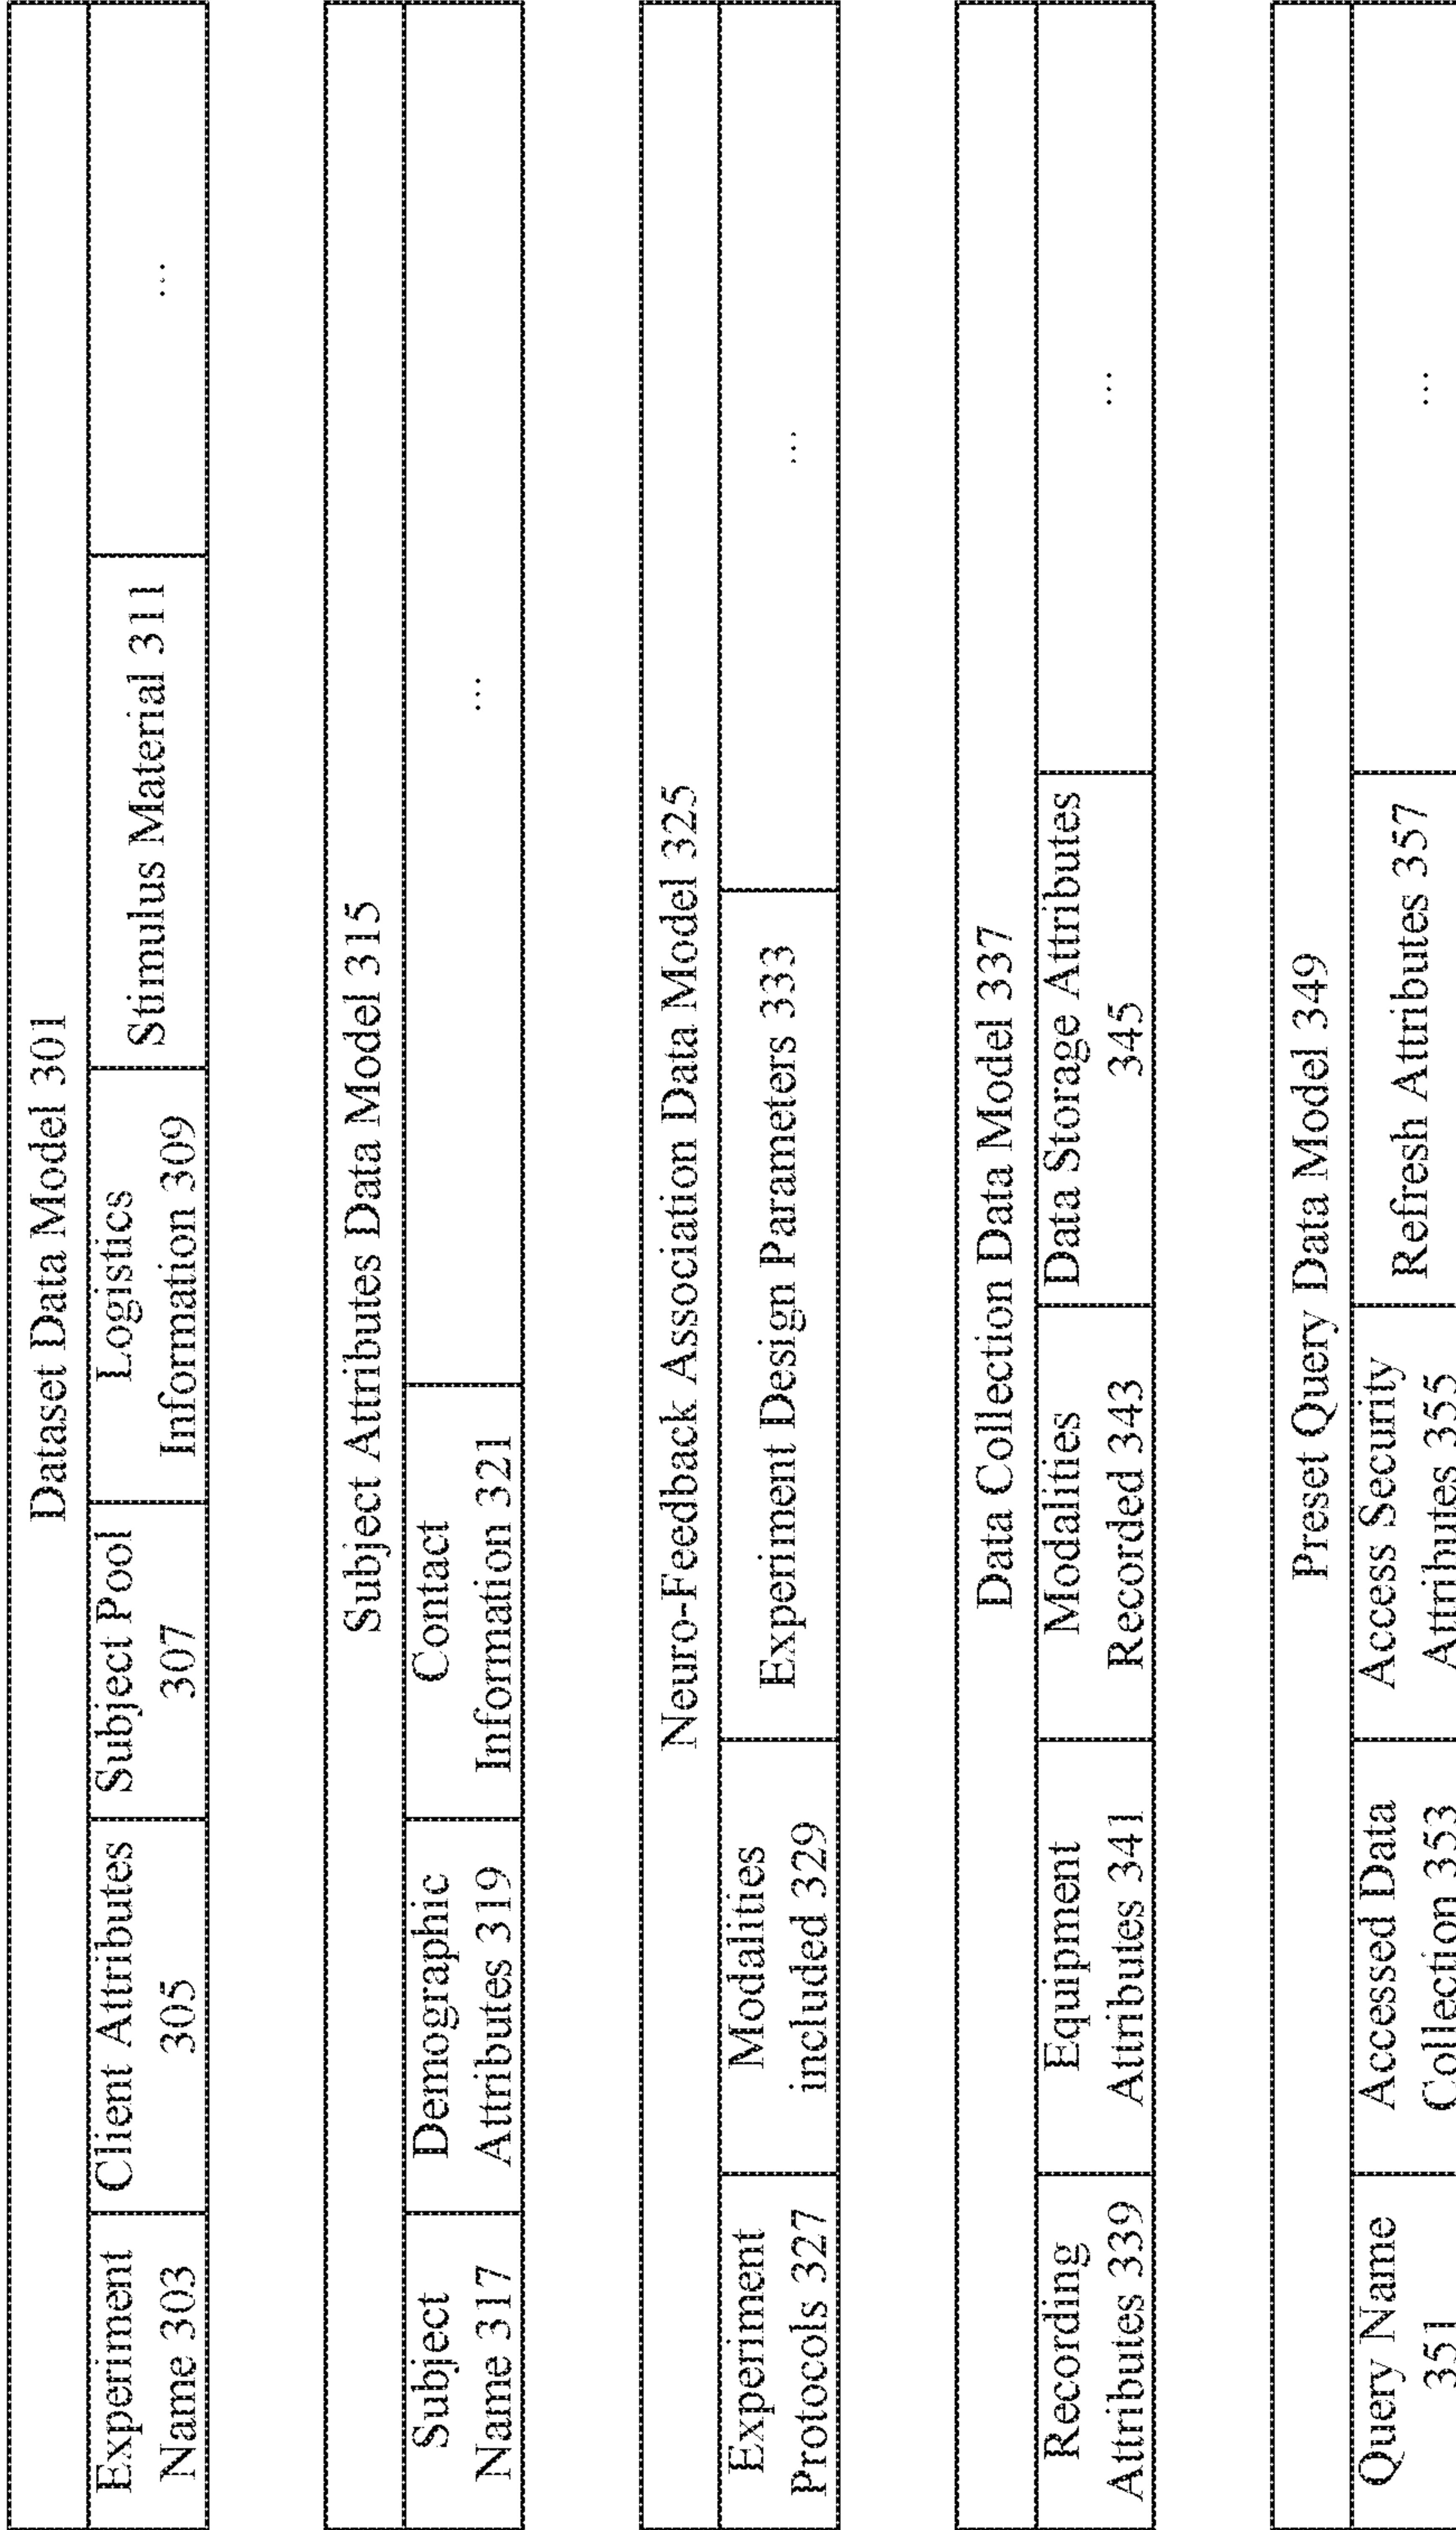 Dataset Data Model 301
Experiment
Name 303
Client Attributes
305
Subject Pool
307
Logistics
Information 309
Stimulus Material 311
...
Subject Attributes Data Model 315
Subject
Name 317
Demographic
Attributes 319
Contact
Information 321
...
Neuro-Feedback Association Data Model 325
Experiment
Protocols 327
Modalities
included 329
Experiment Design Parameters 333
...
Data Collection Data Model 337
Recording
Attributes 339
Equipment
Attributes 341
Modalities
Recorded 343
Data Storage Attributes
345
...
Preset Query Data Model 349
Query Name
351
Accessed Data
Collection 353
Access Security
Attributes 355
Refresh Attributes 357
...